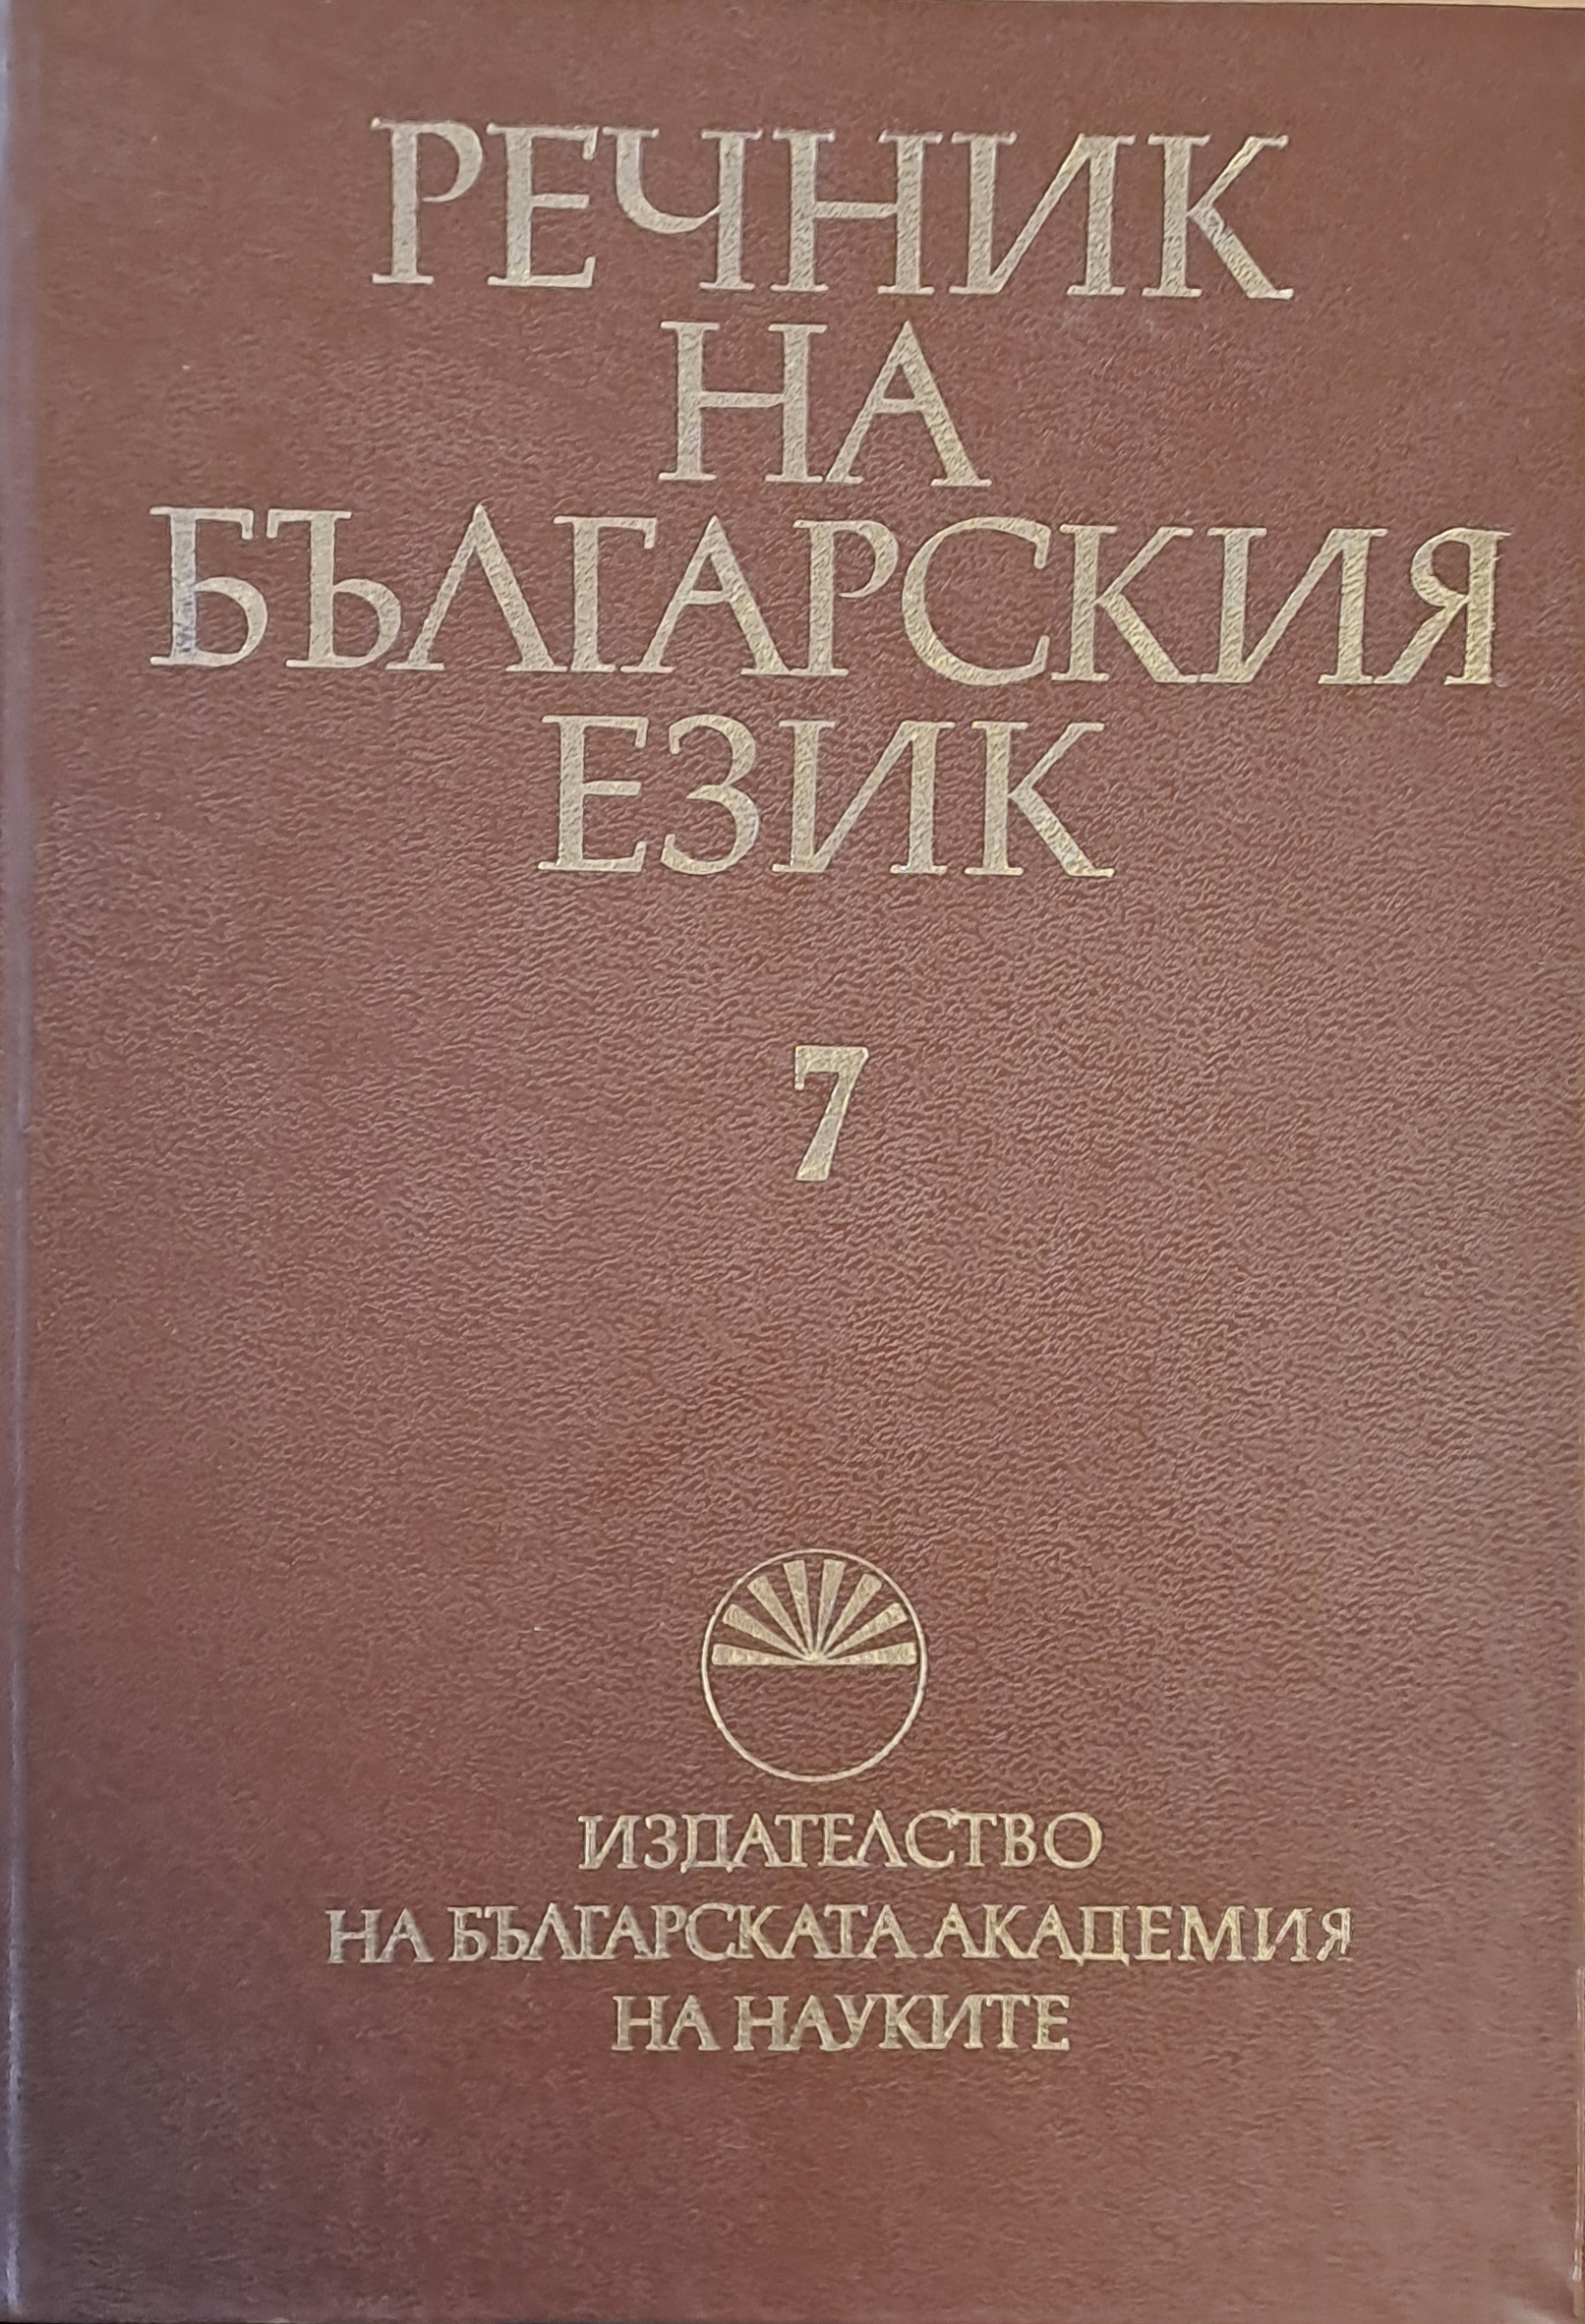 РЕЧНИК
НА
БЪЛГАРСКИЯ
ЕЗИК
7
ИЗДАТЕЛСТВО
НА БЪЛГАРСКАТА АКАДЕМИЯ
НА НАУКИТЕ